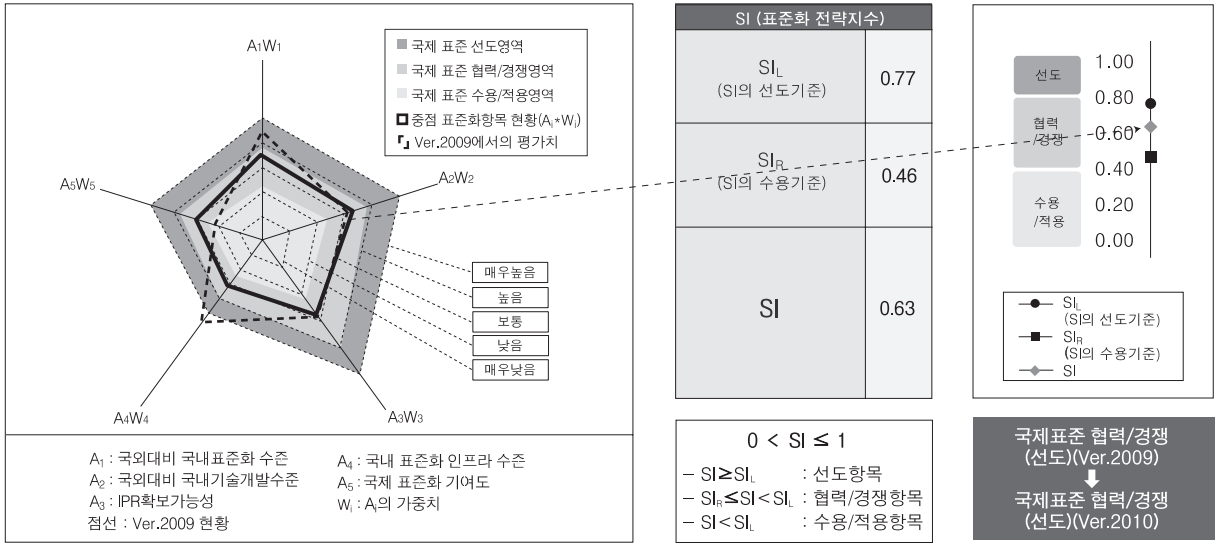 A₁W₁
A₂W₂
A₃W₃
A₄W₄
A₅W₅
국제 표준 선도영역
국제 표준 협력/경쟁영역
국제 표준 수용/적용영역
중점 표준화항목 현황(Aᵢ*Wᵢ)
Ver.2009에서의 평가치
매우높음
높음
보통
낮음
매우낮음
A₁ : 국외대비 국내표준화 수준
A₂ : 국외대비 국내기술개발수준
A₃ : IPR확보가능성
점선 : Ver.2009 현황
A₄ : 국내 표준화 인프라 수준
A₅ : 국제 표준화 기여도
Wᵢ : Aᵢ의 가중치
SI (표준화 전략지수)
SI_L
(SI의 선도기준)
0.77
SI_R
(SI의 수용기준)
0.46
SI
0.63
0 < SI ≤ 1
– SI≥SI_L : 선도항목
– SI_R≤SI<SI_L : 협력/경쟁항목
– SI<SI_L : 수용/적용항목
선도
협력
/경쟁
수용
/적용
1.00
0.80
0.60
0.40
0.20
0.00
SI_L
(SI의 선도기준)
SI_R
(SI의 수용기준)
SI
국제표준 협력/경쟁
(선도)(Ver.2009)
국제표준 협력/경쟁
(선도)(Ver.2010)